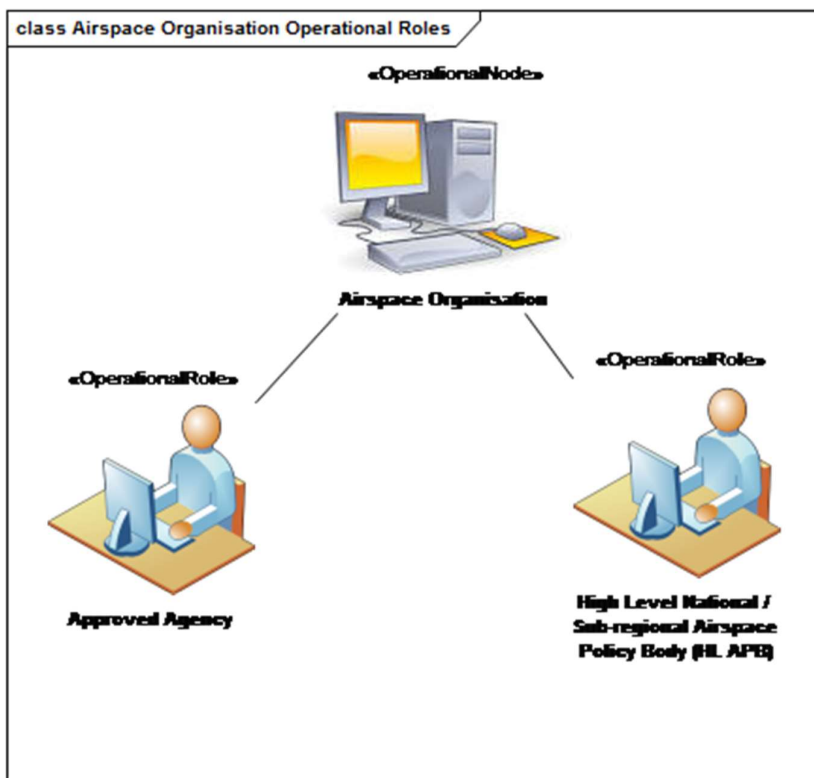 class Airspace Organisation Operational Roles
«OperationalNode»
Airspace Organisation
«OperationalRole»
Approved Agency
«OperationalRole»
High Level National /
Sub-regional Airspace
Policy Body (HL APB)